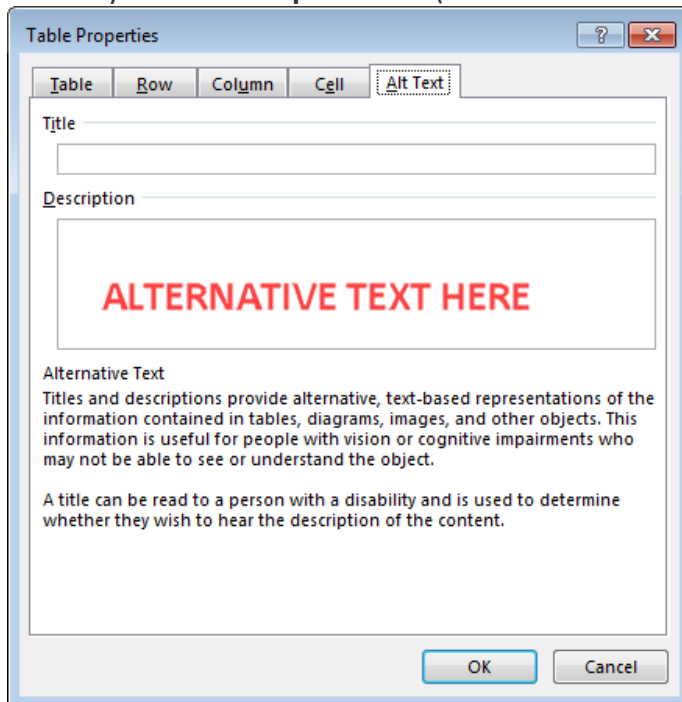 Table Properties
?
Table Row Column Cell Alt Text
Title
Description
ALTERNATIVE TEXT HERE
Alternative Text
Titles and descriptions provide alternative, text-based representations of the
information contained in tables, diagrams, images, and other objects. This
information is useful for people with vision or cognitive impairments who
may not be able to see or understand the object.
A title can be read to a person with a disability and is used to determine
whether they wish to hear the description of the content.
OK Cancel